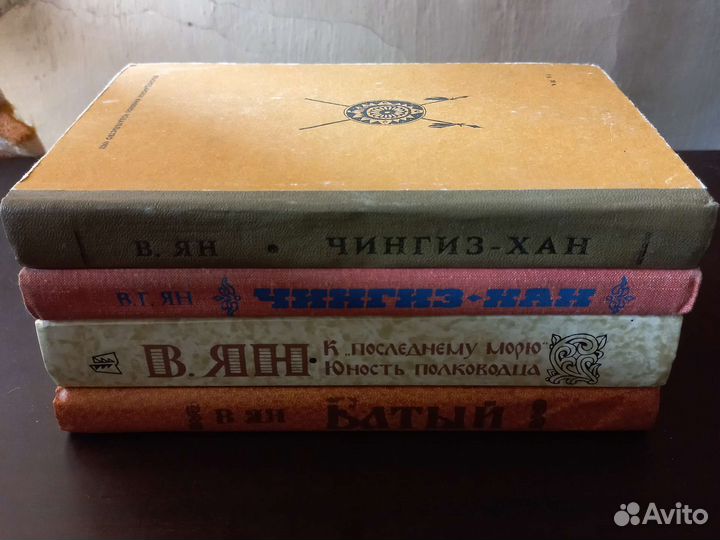 В. ЯН • ЧИНГИЗ-ХАН
В.Г. ЯН ЧИНГИЗ-ХАН
В. ЯН • К „ПОСЛЕДНЕМУ МОРЮ"
ЮНОСТЬ ПОЛКОВОДЦА
В ЯН БАТЫЙ
Avito